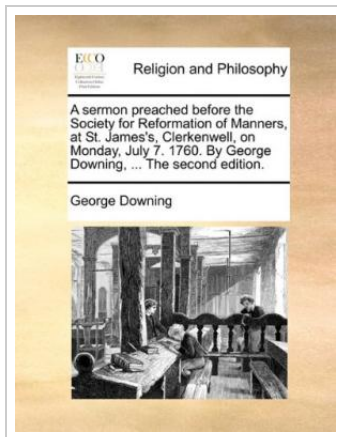 ECCO
Religion and Philosophy
A sermon preached before the
Society for Reformation of Manners,
at St. James's, Clerkenwell, on
Monday, July 7. 1760. By George
Downing, ... The second edition.
George Downing